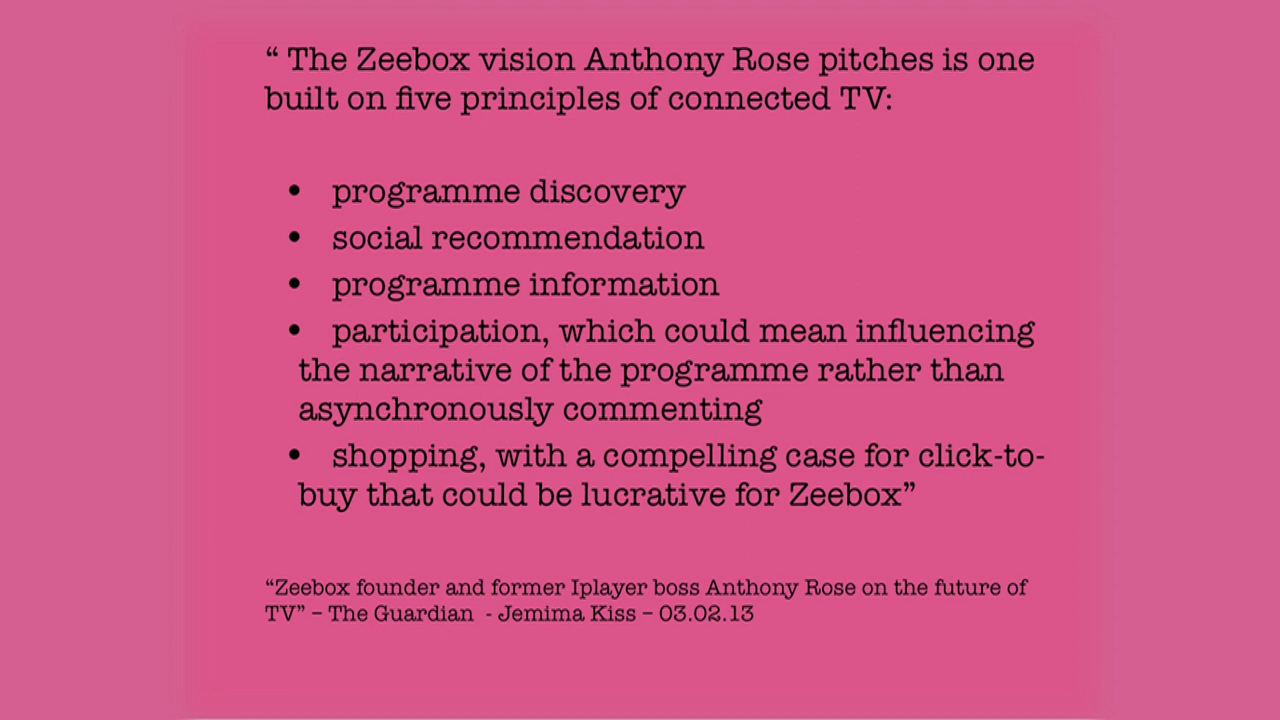 “ The Zeebox vision Anthony Rose pitches is one
built on five principles of connected TV:
• programme discovery
• social recommendation
• programme information
• participation, which could mean influencing
the narrative of the programme rather than
asynchronously commenting
• shopping, with a compelling case for click-to-
buy that could be lucrative for Zeebox”
“Zeebox founder and former Iplayer boss Anthony Rose on the future of
TV” – The Guardian - Jemima Kiss – 03.02.13